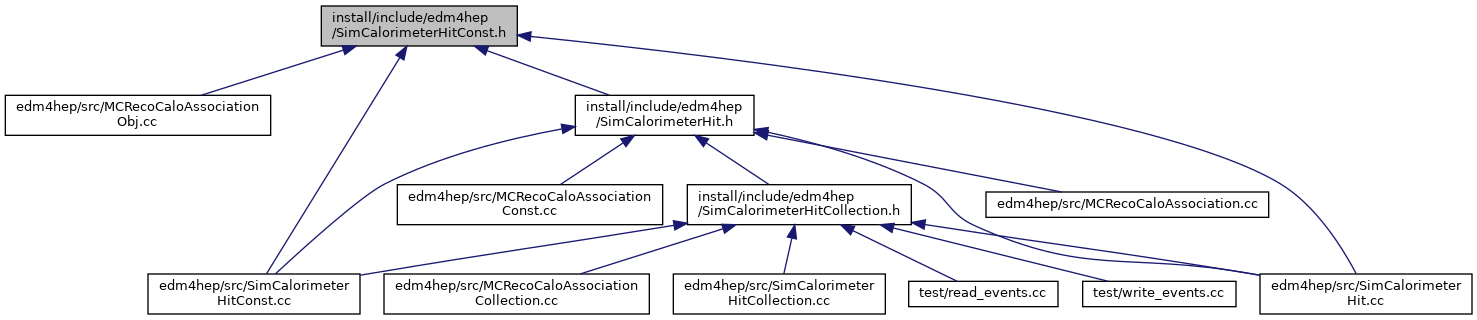 install/include/edm4hep
/SimCalorimeterHitConst.h
edm4hep/src/MCRecoCaloAssociation
Obj.cc
install/include/edm4hep
/SimCalorimeterHit.h
edm4hep/src/MCRecoCaloAssociation
Const.cc
install/include/edm4hep
/SimCalorimeterHitCollection.h
edm4hep/src/MCRecoCaloAssociation.cc
edm4hep/src/SimCalorimeter
HitConst.cc
edm4hep/src/MCRecoCaloAssociation
Collection.cc
edm4hep/src/SimCalorimeter
HitCollection.cc
test/read_events.cc
test/write_events.cc
edm4hep/src/SimCalorimeter
Hit.cc